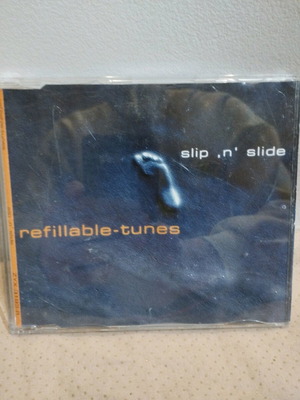 slip ‚n' slide
refillable-tunes